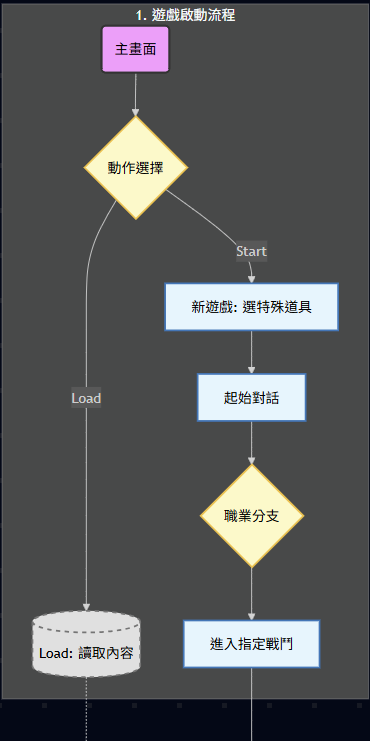 1. 遊戲啟動流程
主畫面
動作選擇
Start
新遊戲: 選特殊道具
起始對話
Load
職業分支
進入指定戰鬥
Load: 讀取內容